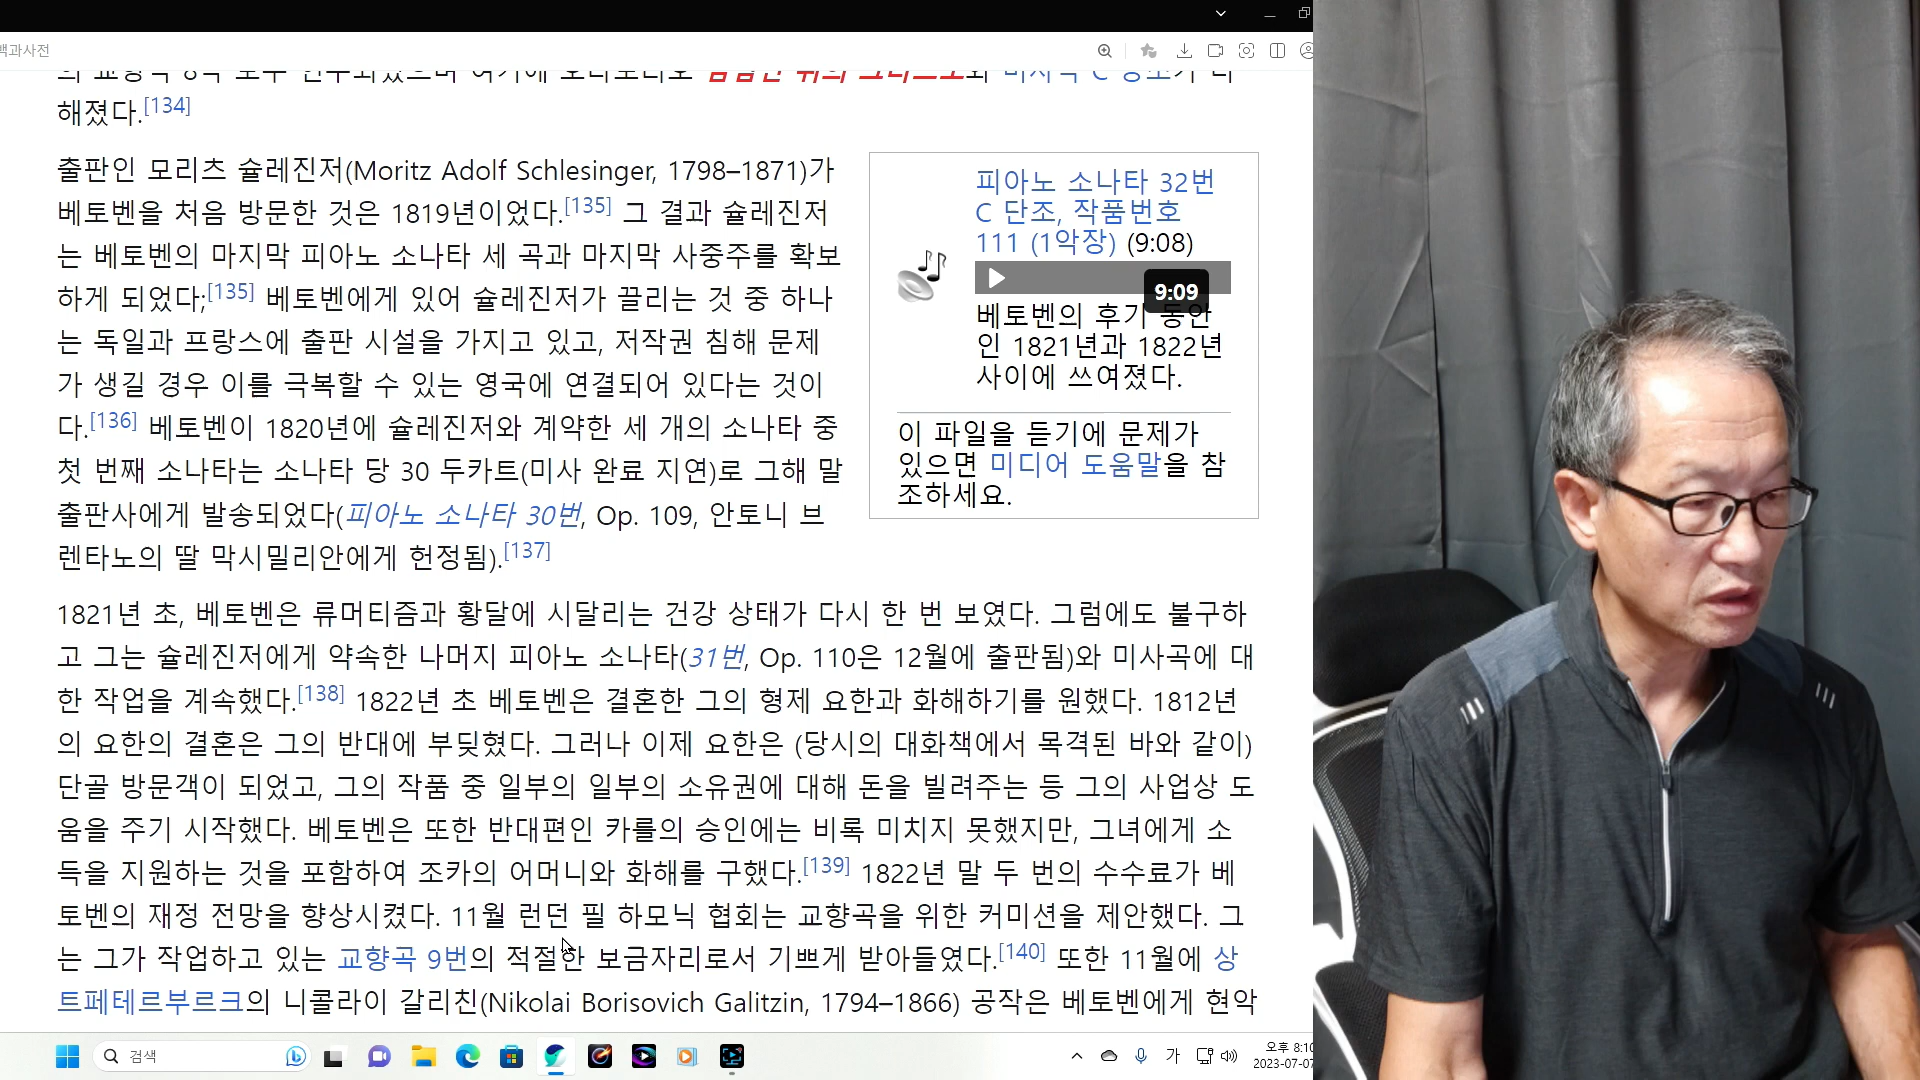 백과사전
해졌다.[134]
출판인 모리츠 슐레진저(Moritz Adolf Schlesinger, 1798–1871)가
베토벤을 처음 방문한 것은 1819년이었다.[135] 그 결과 슐레진저
는 베토벤의 마지막 피아노 소나타 세 곡과 마지막 사중주를 확보
하게 되었다;[135] 베토벤에게 있어 슐레진저가 끌리는 것 중 하나
는 독일과 프랑스에 출판 시설을 가지고 있고, 저작권 침해 문제
가 생길 경우 이를 극복할 수 있는 영국에 연결되어 있다는 것이
다.[136] 베토벤이 1820년에 슐레진저와 계약한 세 개의 소나타 중
첫 번째 소나타는 소나타 당 30 두카트(미사 완료 지연)로 그해 말
출판사에게 발송되었다(피아노 소나타 30번, Op. 109, 안토니 브
렌타노의 딸 막시밀리안에게 헌정됨).[137]
피아노 소나타 32번
C 단조, 작품번호
111 (1악장) (9:08)
9:09
베토벤의 후기 동안
인 1821년과 1822년
사이에 쓰여졌다.
이 파일을 듣기에 문제가
있으면 미디어 도움말을 참
조하세요.
1821년 초, 베토벤은 류머티즘과 황달에 시달리는 건강 상태가 다시 한 번 보였다. 그럼에도 불구하
고 그는 슐레진저에게 약속한 나머지 피아노 소나타(31번, Op. 110은 12월에 출판됨)와 미사곡에 대
한 작업을 계속했다.[138] 1822년 초 베토벤은 결혼한 그의 형제 요한과 화해하기를 원했다. 1812년
의 요한의 결혼은 그의 반대에 부딪혔다. 그러나 이제 요한은 (당시의 대화책에서 목격된 바와 같이)
단골 방문객이 되었고, 그의 작품 중 일부의 일부의 소유권에 대해 돈을 빌려주는 등 그의 사업상 도
움을 주기 시작했다. 베토벤은 또한 반대편인 카를의 승인에는 비록 미치지 못했지만, 그녀에게 소
득을 지원하는 것을 포함하여 조카의 어머니와 화해를 구했다.[139] 1822년 말 두 번의 수수료가 베
토벤의 재정 전망을 향상시켰다. 11월 런던 필 하모닉 협회는 교향곡을 위한 커미션을 제안했다. 그
는 그가 작업하고 있는 교향곡 9번의 적절한 보금자리로서 기쁘게 받아들였다.[140] 또한 11월에 상
트페테르부르크의 니콜라이 갈리친(Nikolai Borisovich Galitzin, 1794–1866) 공작은 베토벤에게 현악
검색
가
오후 8:10
2023-07-07